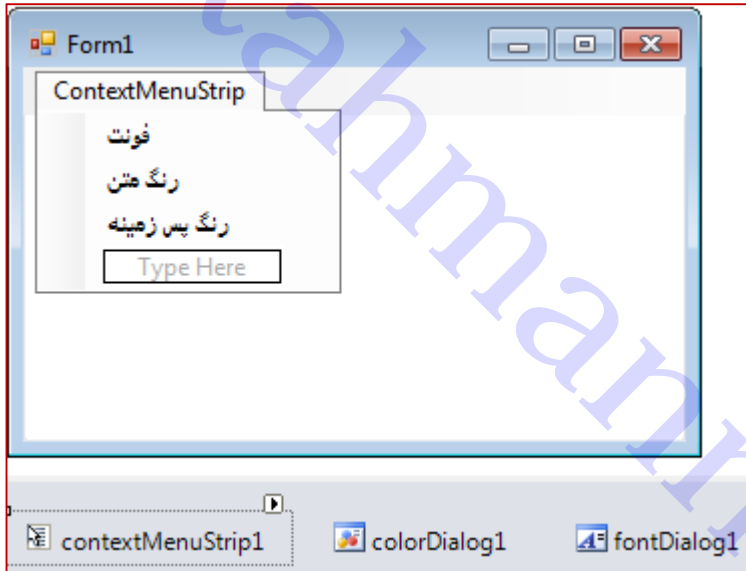 Form1
ContextMenuStrip
فونت
رنگ متن
رنگ پس زمینه
Type Here
contextMenuStrip1
colorDialog1
fontDialog1